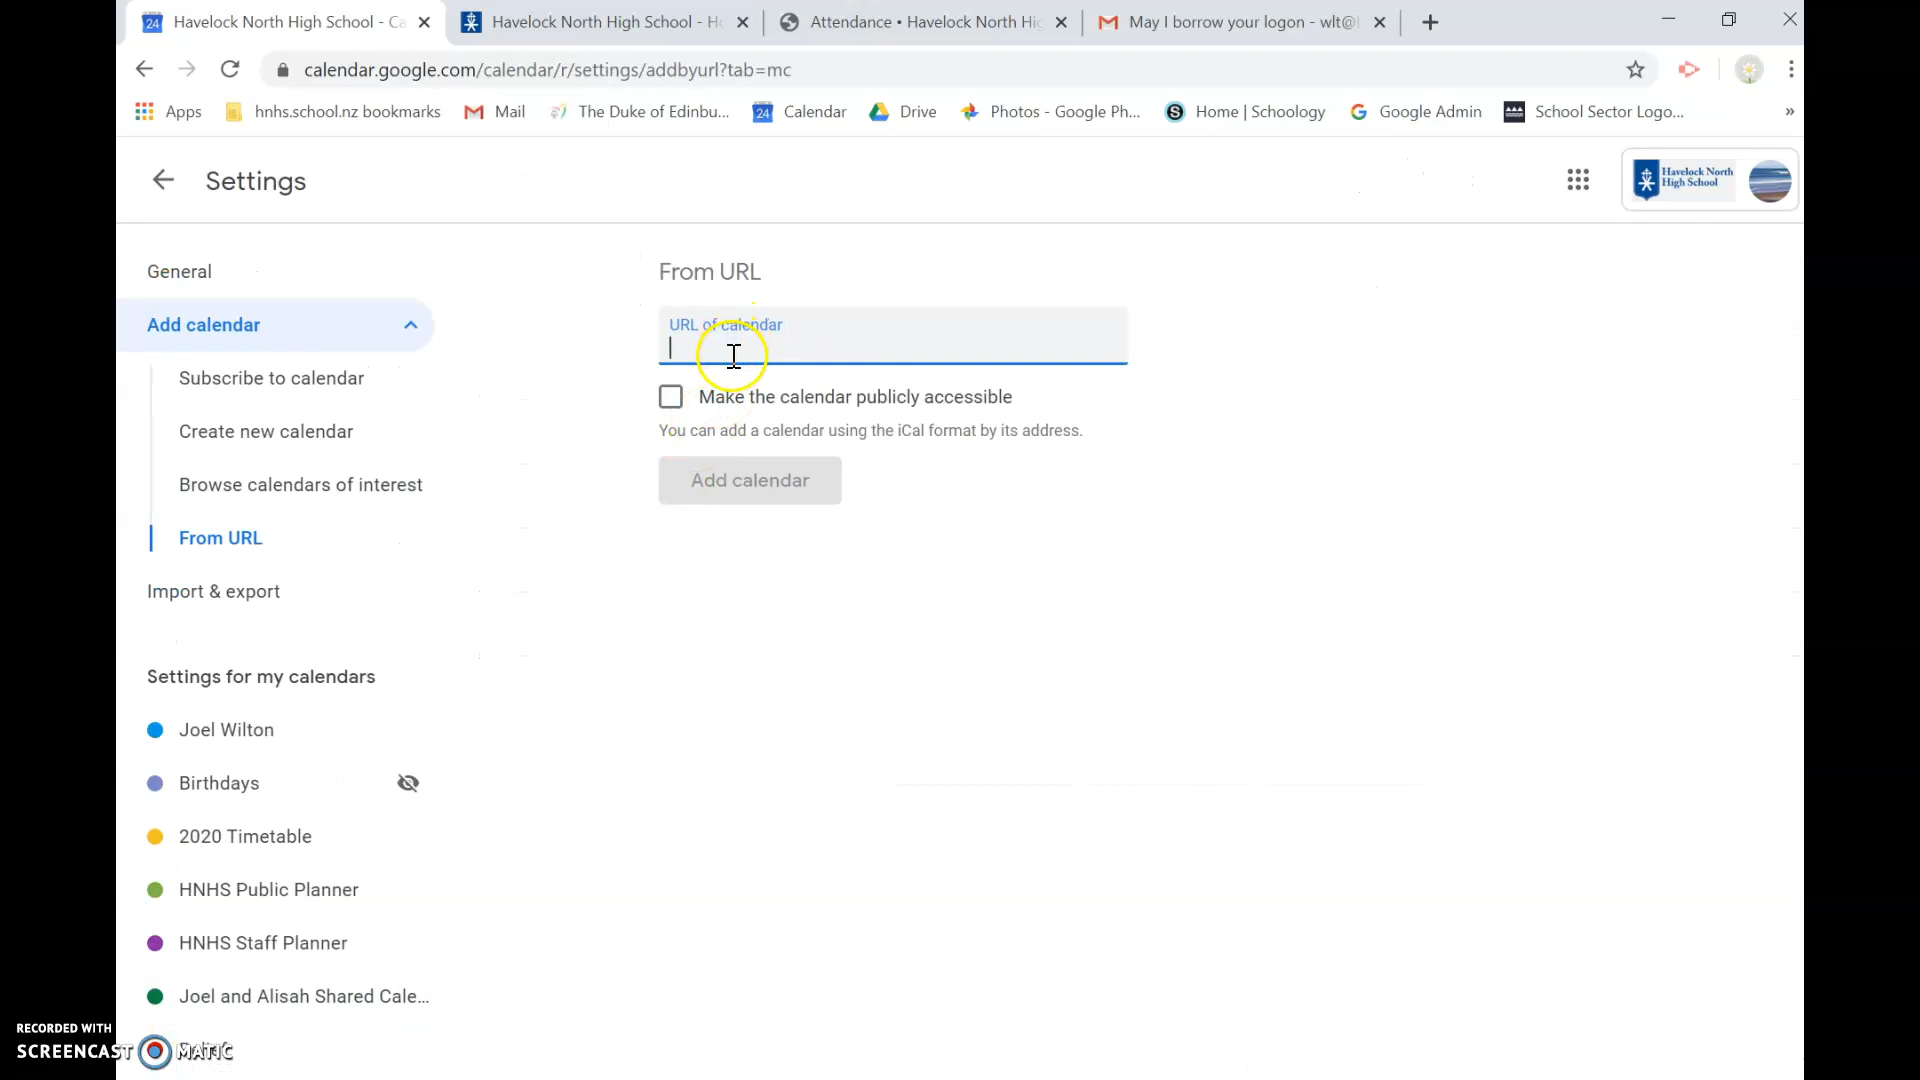 24 Havelock North High School - Ca
Havelock North High School - Ho
Attendance • Havelock North Hig
May I borrow your logon - wlt@l
calendar.google.com/calendar/r/settings/addbyurl?tab=mc
Apps
hnhs.school.nz bookmarks
Mail
The Duke of Edinbu...
24 Calendar
Drive
Photos - Google Ph...
S Home | Schoology
G Google Admin
School Sector Logo...
»
Settings
Havelock North
High School
General
Add calendar
Subscribe to calendar
Create new calendar
Browse calendars of interest
From URL
Import & export
From URL
URL of calendar
Make the calendar publicly accessible
You can add a calendar using the iCal format by its address.
Add calendar
Settings for my calendars
Joel Wilton
Birthdays
2020 Timetable
HNHS Public Planner
HNHS Staff Planner
Joel and Alisah Shared Cale...
RECORDED WITH
SCREENCAST MATIC